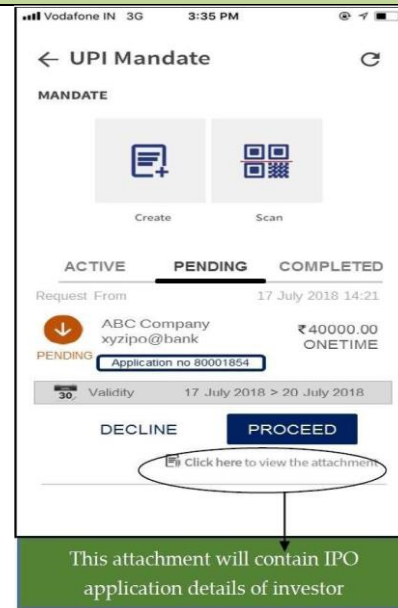 Vodafone IN 3G 3:35 PM
← UPI Mandate
MANDATE
Create Scan
ACTIVE PENDING COMPLETED
Request From 17 July 2018 14:21
ABC Company ₹40000.00
xyzipo@bank ONETIME
PENDING
Application no 80001854
30 Validity 17 July 2018 > 20 July 2018
DECLINE PROCEED
Click here to view the attachment
This attachment will contain IPO
application details of investor